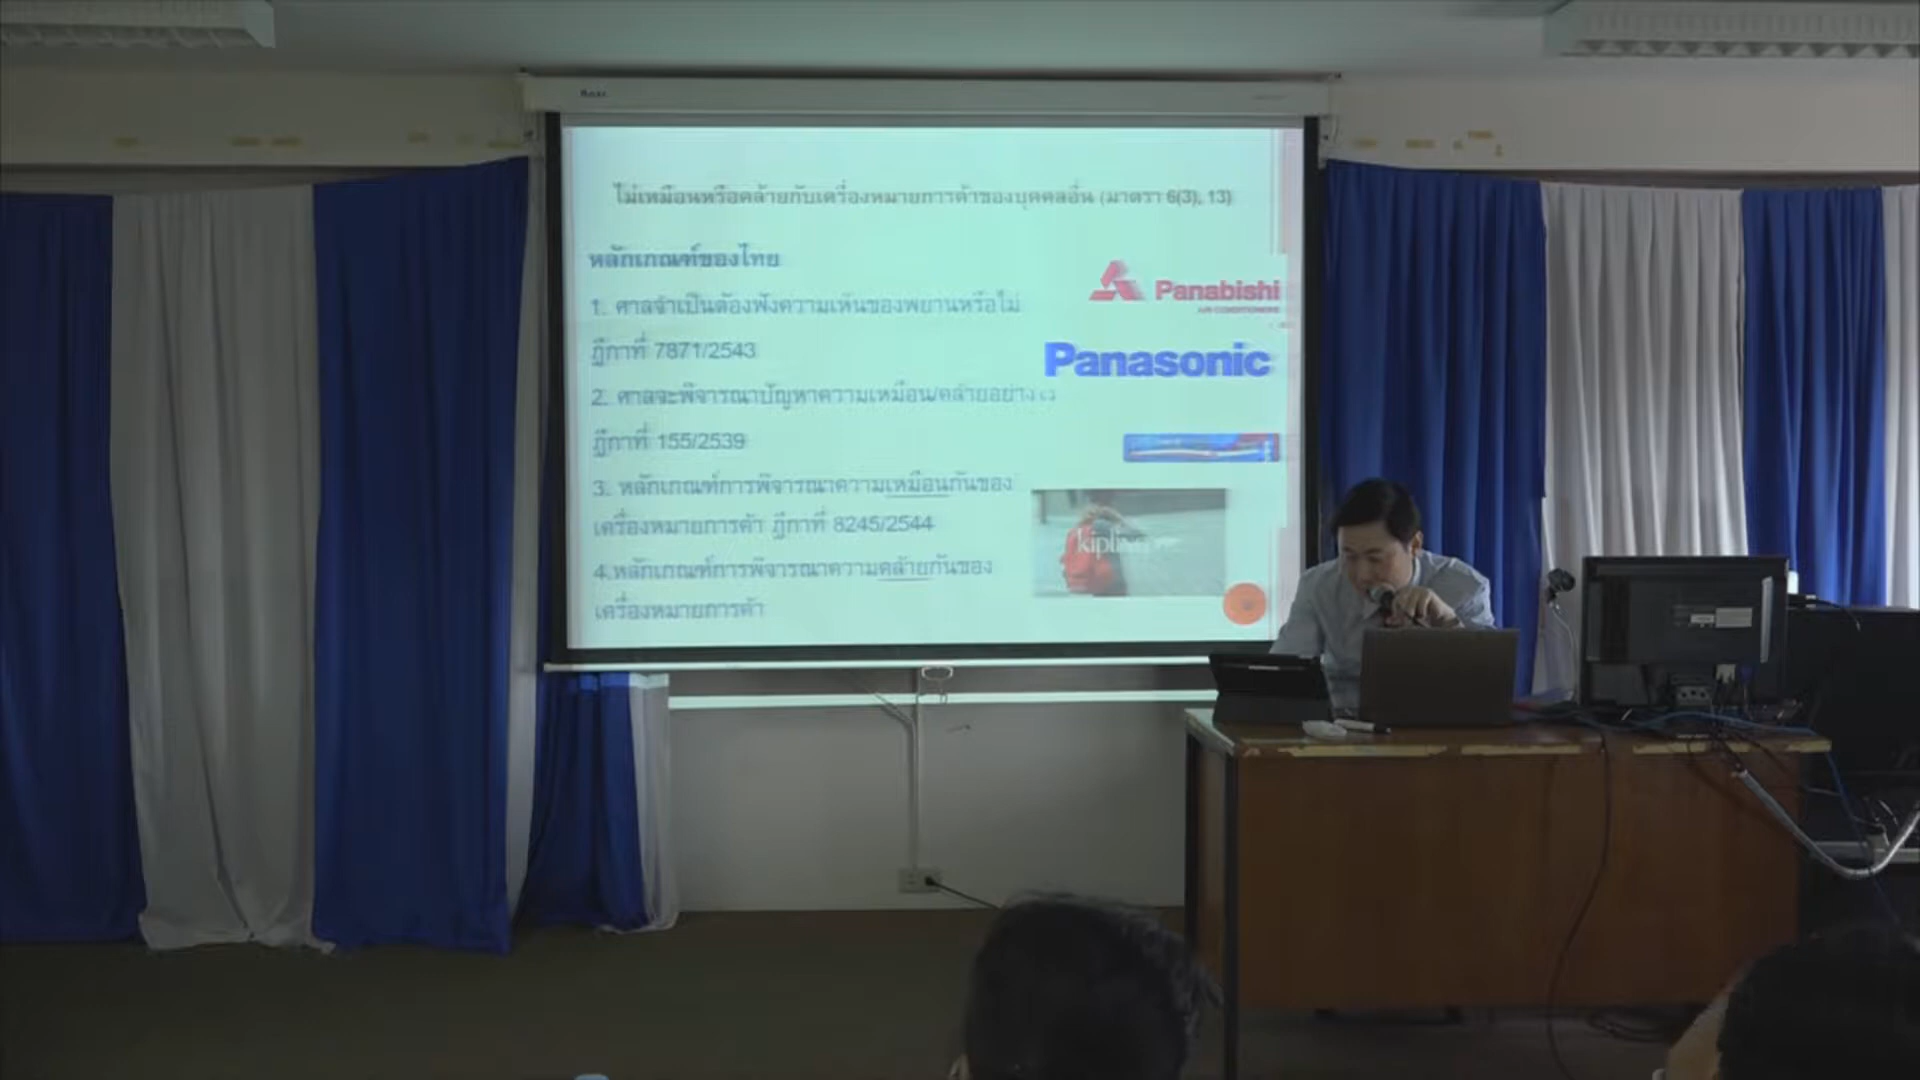 ไม่เหมือนหรือคล้ายกับเครื่องหมายการค้าของบุคคลอื่น (มาตรา 6(3), 13)
หลักเกณฑ์ของไทย
1. ศาลจำเป็นต้องฟังความเห็นของพยานหรือไม่
ฎีกาที่ 7871/2543
2. ศาลจะพิจารณาปัญหาความเหมือน/คล้ายอย่างไร
ฎีกาที่ 155/2539
3. หลักเกณฑ์การพิจารณาความเหมือนกันของ
เครื่องหมายการค้า ฎีกาที่ 8245/2544
4.หลักเกณฑ์การพิจารณาความคล้ายกันของ
เครื่องหมายการค้า
Panabishi
AIR CONDITIONERS
Panasonic
kipling